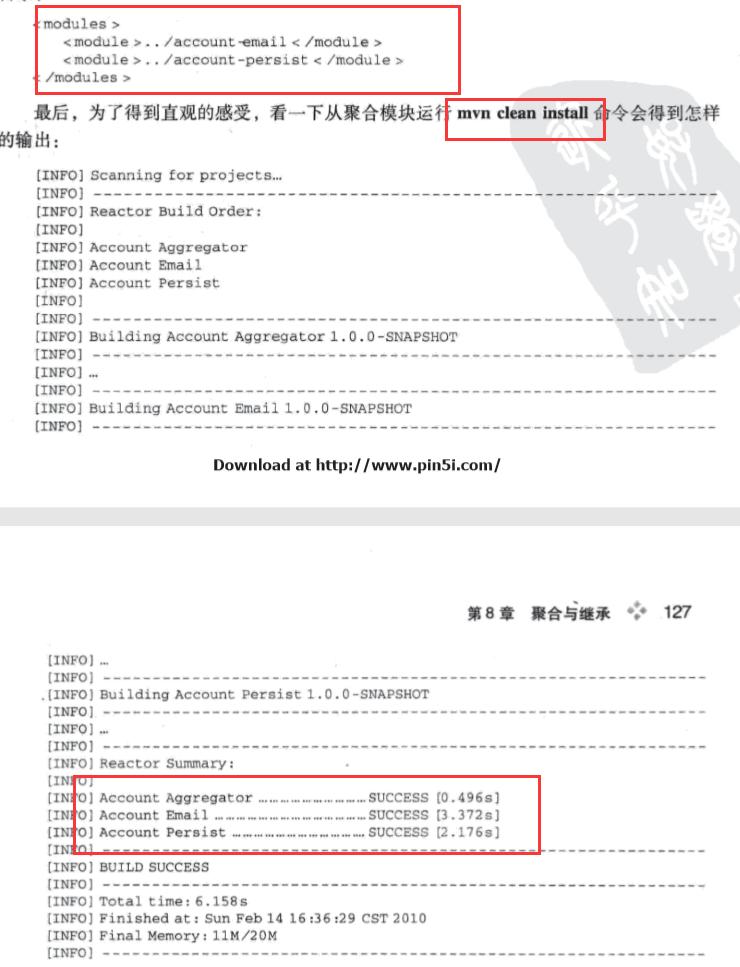 <modules>
<module>../account-email</module>
<module>../account-persist</module>
</modules>
最后，为了得到直观的感受，看一下从聚合模块运行 mvn clean install 命令会得到怎样
的输出：
[INFO] Scanning for projects…
[INFO] ------------------------------------------------------------------------
[INFO] Reactor Build Order:
[INFO]
[INFO] Account Aggregator
[INFO] Account Email
[INFO] Account Persist
[INFO]
[INFO] ------------------------------------------------------------------------
[INFO] Building Account Aggregator 1.0.0-SNAPSHOT
[INFO] ------------------------------------------------------------------------
[INFO] …
[INFO] ------------------------------------------------------------------------
[INFO] Building Account Email 1.0.0-SNAPSHOT
[INFO] ------------------------------------------------------------------------
Download at http://www.pin5i.com/
第8章 聚合与继承 127
[INFO] …
[INFO] ------------------------------------------------------------------------
[INFO] Building Account Persist 1.0.0-SNAPSHOT
[INFO] ------------------------------------------------------------------------
[INFO] …
[INFO] ------------------------------------------------------------------------
[INFO] Reactor Summary:
[INFO]
[INFO] Account Aggregator ………………………… SUCCESS [0.496s]
[INFO] Account Email ………………………………… SUCCESS [3.372s]
[INFO] Account Persist ……………………………… SUCCESS [2.176s]
[INFO] ------------------------------------------------------------------------
[INFO] BUILD SUCCESS
[INFO] ------------------------------------------------------------------------
[INFO] Total time: 6.158s
[INFO] Finished at: Sun Feb 14 16:36:29 CST 2010
[INFO] Final Memory: 11M/20M
[INFO] ------------------------------------------------------------------------